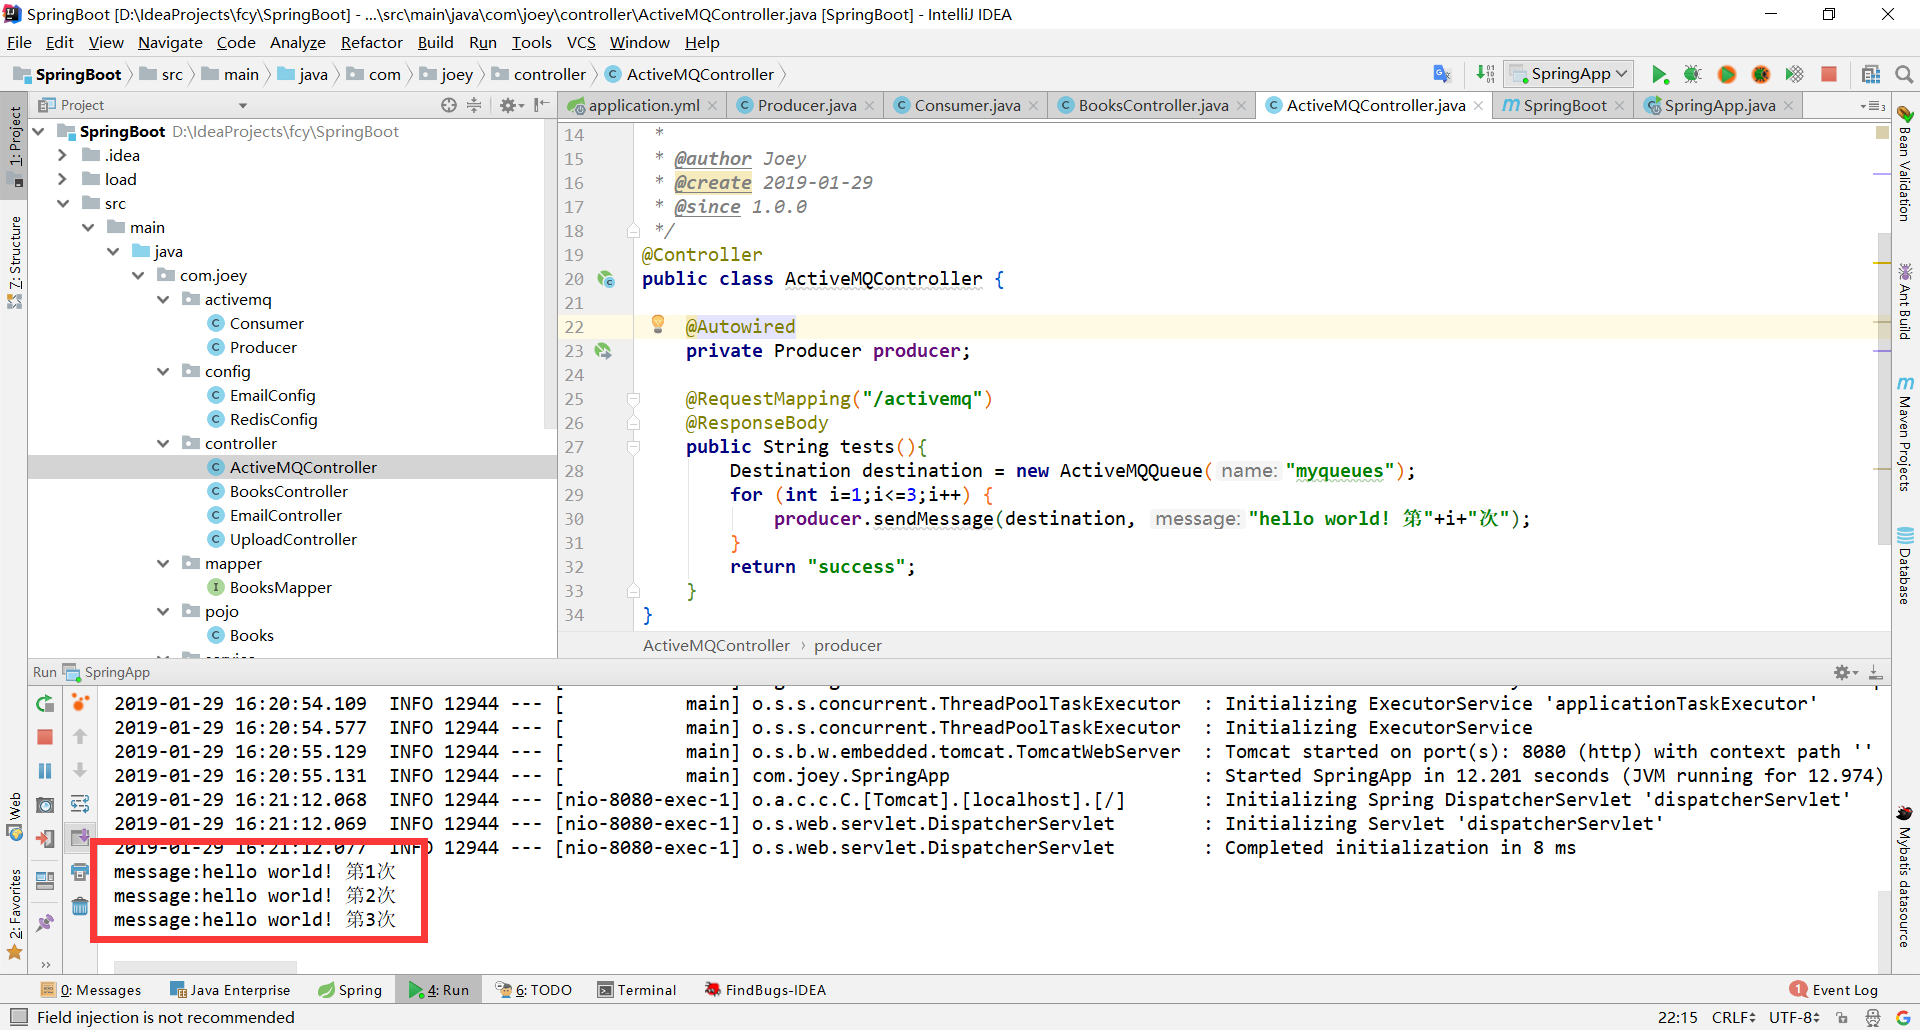 SpringBoot [D:\IdeaProjects\fcy\SpringBoot] - ...\src\main\java\com\joey\controller\ActiveMQController.java [SpringBoot] - IntelliJ IDEA
File Edit View Navigate Code Analyze Refactor Build Run Tools VCS Window Help
SpringBoot src main java com joey controller ActiveMQController SpringApp
Project
application.yml Producer.java Consumer.java BooksController.java ActiveMQController.java SpringBoot SpringApp.java
1: Project
Z: Structure
Web
2: Favorites
SpringBoot D:\IdeaProjects\fcy\SpringBoot
.idea
load
src
main
java
com.joey
activemq
Consumer
Producer
config
EmailConfig
RedisConfig
controller
ActiveMQController
BooksController
EmailController
UploadController
mapper
BooksMapper
pojo
Books
14 *
15 * @author Joey
16 * @create 2019-01-29
17 * @since 1.0.0
18 */
19 @Controller
20 public class ActiveMQController {
21
22 @Autowired
23 private Producer producer;
24
25 @RequestMapping("/activemq")
26 @ResponseBody
27 public String tests(){
28 Destination destination = new ActiveMQQueue( name: "myqueues");
29 for (int i=1;i<=3;i++) {
30 producer.sendMessage(destination, message: "hello world! 第"+i+"次");
31 }
32 return "success";
33 }
34 }
ActiveMQController › producer
Bean Validation
Ant Build
Maven Projects
Database
Mybatis datasource
Run SpringApp
2019-01-29 16:20:54.109 INFO 12944 --- [ main] o.s.s.concurrent.ThreadPoolTaskExecutor : Initializing ExecutorService 'applicationTaskExecutor'
2019-01-29 16:20:54.577 INFO 12944 --- [ main] o.s.s.concurrent.ThreadPoolTaskExecutor : Initializing ExecutorService
2019-01-29 16:20:55.129 INFO 12944 --- [ main] o.s.b.w.embedded.tomcat.TomcatWebServer : Tomcat started on port(s): 8080 (http) with context path ''
2019-01-29 16:20:55.131 INFO 12944 --- [ main] com.joey.SpringApp : Started SpringApp in 12.201 seconds (JVM running for 12.974)
2019-01-29 16:21:12.068 INFO 12944 --- [nio-8080-exec-1] o.a.c.c.C.[Tomcat].[localhost].[/] : Initializing Spring DispatcherServlet 'dispatcherServlet'
2019-01-29 16:21:12.069 INFO 12944 --- [nio-8080-exec-1] o.s.web.servlet.DispatcherServlet : Initializing Servlet 'dispatcherServlet'
2019-01-29 16:21:12.077 INFO 12944 --- [nio-8080-exec-1] o.s.web.servlet.DispatcherServlet : Completed initialization in 8 ms
message:hello world! 第1次
message:hello world! 第2次
message:hello world! 第3次
0: Messages Java Enterprise Spring 4: Run 6: TODO Terminal FindBugs-IDEA 1 Event Log
Field injection is not recommended 22:15 CRLF UTF-8